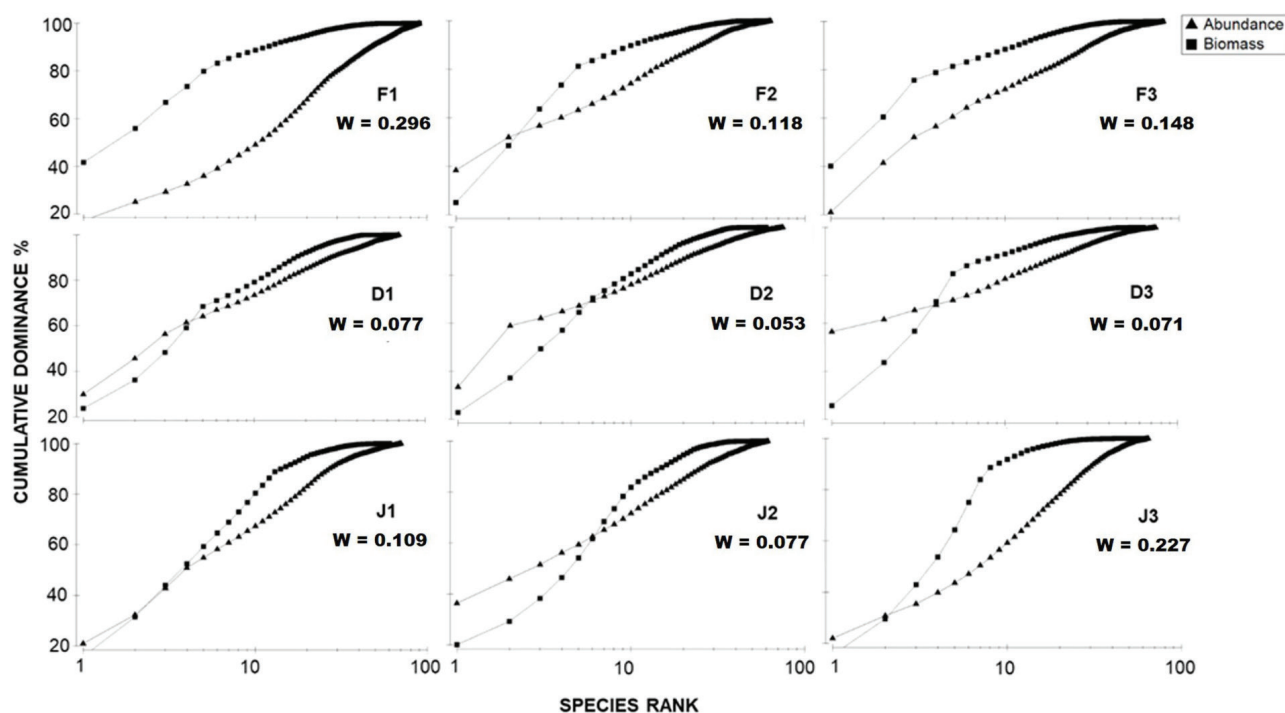 Abundance
Biomass
CUMULATIVE DOMINANCE %
100
80
60
40
20
F1
W = 0.296
F2
W = 0.118
F3
W = 0.148
100
80
60
40
20
D1
W = 0.077
D2
W = 0.053
D3
W = 0.071
100
80
60
40
20
J1
W = 0.109
J2
W = 0.077
J3
W = 0.227
1
10
100
1
10
100
1
10
100
SPECIES RANK